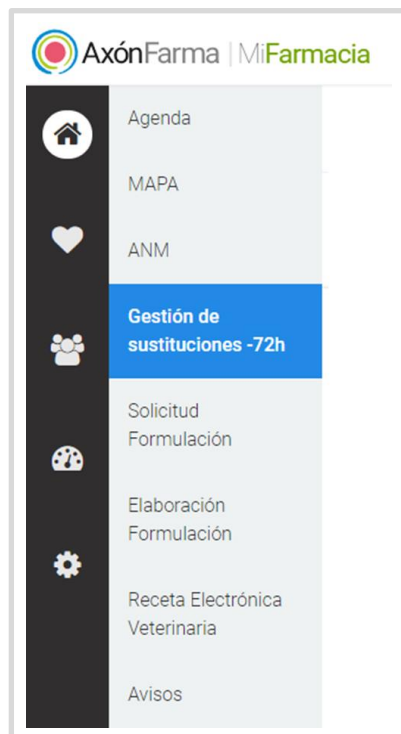 AxónFarma | MiFarmacia
Agenda
MAPA
ANM
Gestión de
sustituciones -72h
Solicitud
Formulación
Elaboración
Formulación
Receta Electrónica
Veterinaria
Avisos